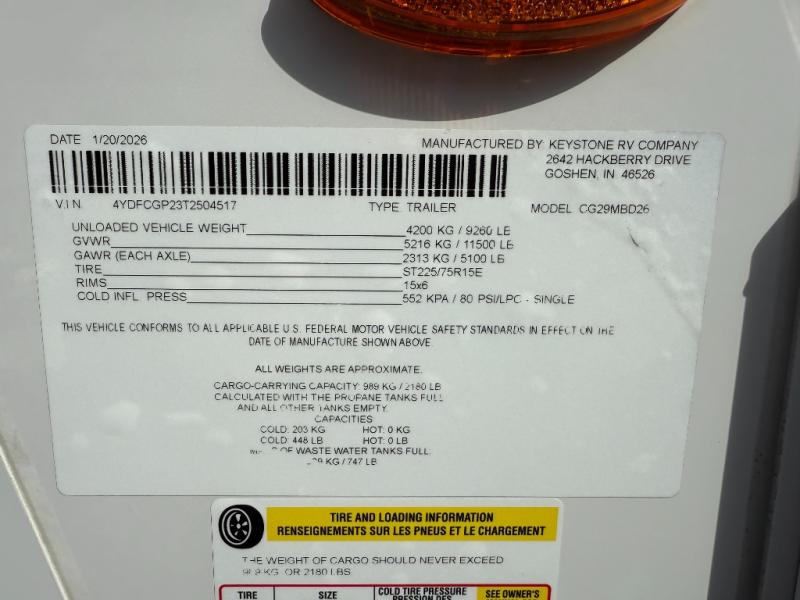 DATE 1/20/2026
MANUFACTURED BY: KEYSTONE RV COMPANY
2642 HACKBERRY DRIVE
GOSHEN, IN 46526
V.I.N. 4YDFCGP23T2504517 TYPE: TRAILER MODEL: CG29MBD26
UNLOADED VEHICLE WEIGHT 4200 KG / 9260 LB
GVWR 5216 KG / 11500 LB
GAWR (EACH AXLE) 2313 KG / 5100 LB
TIRE ST225/75R15E
RIMS 15x6
COLD INFL. PRESS 552 KPA / 80 PSI/LPC - SINGLE
THIS VEHICLE CONFORMS TO ALL APPLICABLE U.S. FEDERAL MOTOR VEHICLE SAFETY STANDARDS IN EFFECT ON THE
DATE OF MANUFACTURE SHOWN ABOVE.
ALL WEIGHTS ARE APPROXIMATE.
CARGO-CARRYING CAPACITY: 989 KG / 2180 LB
CALCULATED WITH THE PROPANE TANKS FULL
AND ALL OTHER TANKS EMPTY.
CAPACITIES
COLD: 203 KG HOT: 0 KG
COLD: 448 LB HOT: 0 LB
OF WASTE WATER TANKS FULL:
KG / 747 LB
TIRE AND LOADING INFORMATION
RENSEIGNEMENTS SUR LES PNEUS ET LE CHARGEMENT
THE WEIGHT OF CARGO SHOULD NEVER EXCEED
989 KG OR 2180 LBS
TIRE SIZE COLD TIRE PRESSURE SEE OWNER'S
PRESSION DES